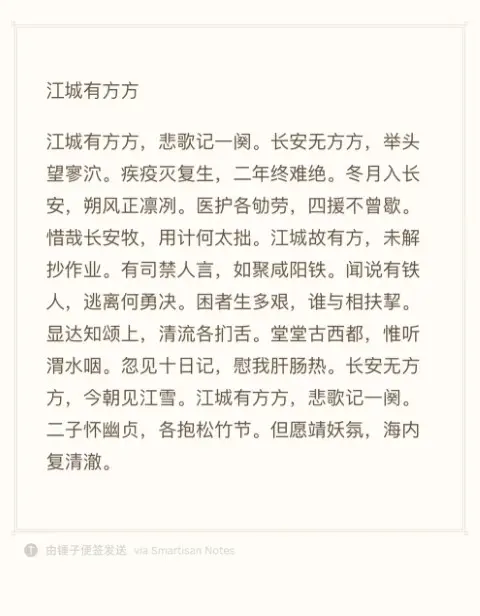 江城有方方
江城有方方，悲歌记一阕。长安无方方，举头
望寥泬。疾疫灭复生，二年终难绝。冬月入长
安，朔风正凛冽。医护各劬劳，四援不曾歇。
惜哉长安牧，用计何太拙。江城故有方，未解
抄作业。有司禁人言，如聚咸阳铁。闻说有铁
人，逃离何勇决。困者生多艰，谁与相扶挈。
显达知颂上，清流各扪舌。堂堂古西都，惟听
渭水咽。忽见十日记，慰我肝肠热。长安无方
方，今朝见江雪。江城有方方，悲歌记一阕。
二子怀幽贞，各抱松竹节。但愿靖妖氛，海内
复清澈。
由锤子便签发送 via Smartisan Notes